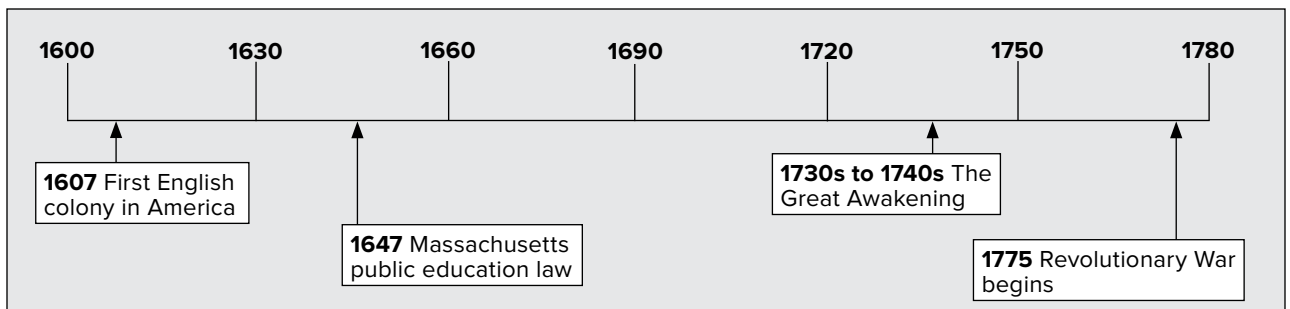 1600 1630 1660 1690 1720 1750 1780
1607 First English
colony in America
1647 Massachusetts
public education law
1730s to 1740s The
Great Awakening
1775 Revolutionary War
begins